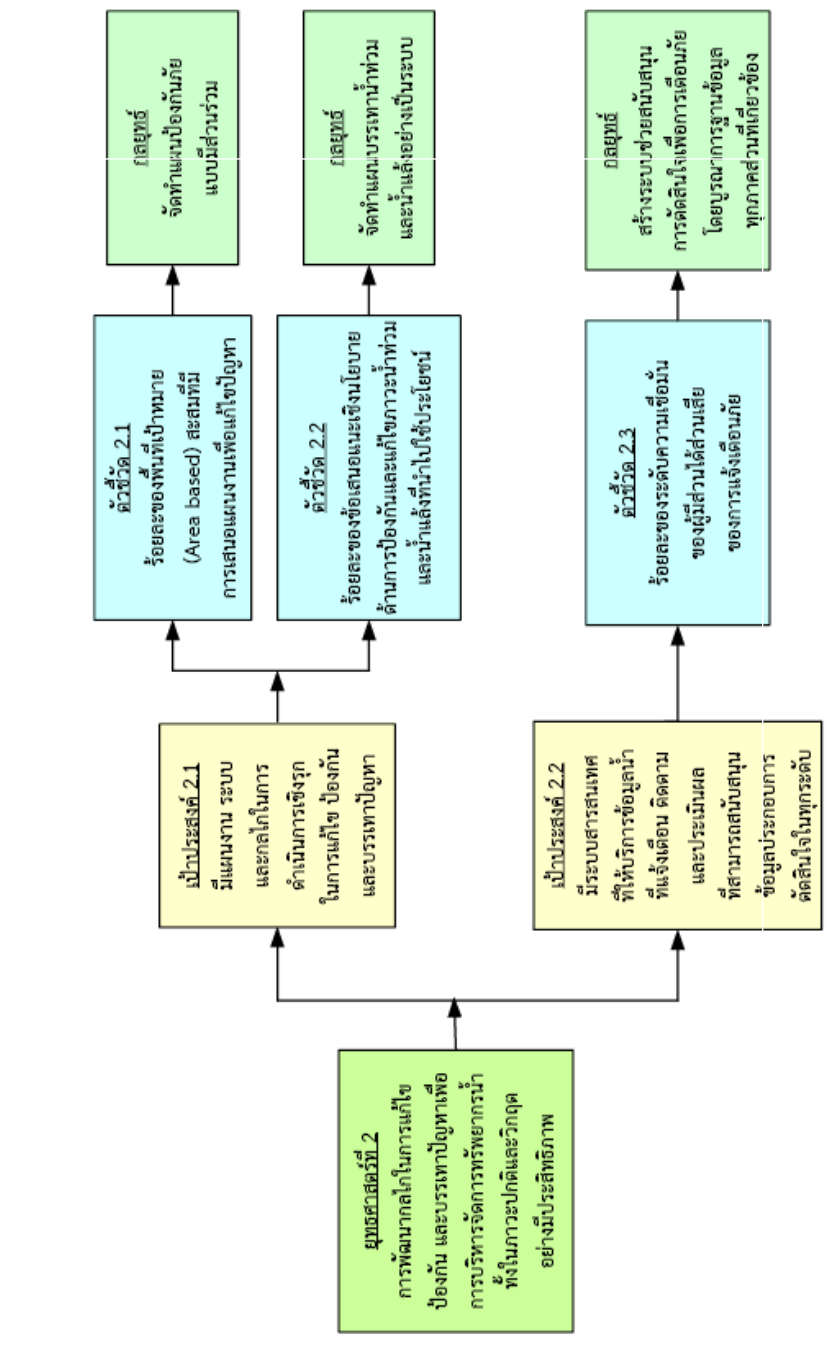 ยุทธศาสตร์ที่ 2
การพัฒนากลไกในการแก้ไข
ป้องกัน และบรรเทาปัญหาเพื่อ
การบริหารจัดการทรัพยากรน้ำ
ทั้งในภาวะปกติและวิกฤต
อย่างมีประสิทธิภาพ
เป้าประสงค์ 2.1
มีแผนงาน ระบบ
และกลไกในการ
ดำเนินการเชิงรุก
ในการแก้ไข ป้องกัน
และบรรเทาปัญหา
ตัวชี้วัด 2.1
ร้อยละของพื้นที่เป้าหมาย
(Area based) สะสมที่มี
การเสนอแผนงานเพื่อแก้ไขปัญหา
กลยุทธ์
จัดทำแผนป้องกันภัย
แบบมีส่วนร่วม
ตัวชี้วัด 2.2
ร้อยละของข้อเสนอแนะเชิงนโยบาย
ด้านการป้องกันและแก้ไขภาวะน้ำท่วม
และน้ำแล้งที่นำไปใช้ประโยชน์
กลยุทธ์
จัดทำแผนบรรเทาน้ำท่วม
และน้ำแล้งอย่างเป็นระบบ
เป้าประสงค์ 2.2
มีระบบสารสนเทศ
ที่ให้บริการข้อมูลน้ำ
ที่แจ้งเตือน ติดตาม
และประเมินผล
ที่สามารถสนับสนุน
ข้อมูลประกอบการ
ตัดสินใจในทุกระดับ
ตัวชี้วัด 2.3
ร้อยละของระดับความเชื่อมั่น
ของผู้มีส่วนได้ส่วนเสีย
ของการแจ้งเตือนภัย
กลยุทธ์
สร้างระบบช่วยสนับสนุน
การตัดสินใจเพื่อการเตือนภัย
โดยบูรณาการฐานข้อมูล
ทุกภาคส่วนที่เกี่ยวข้อง